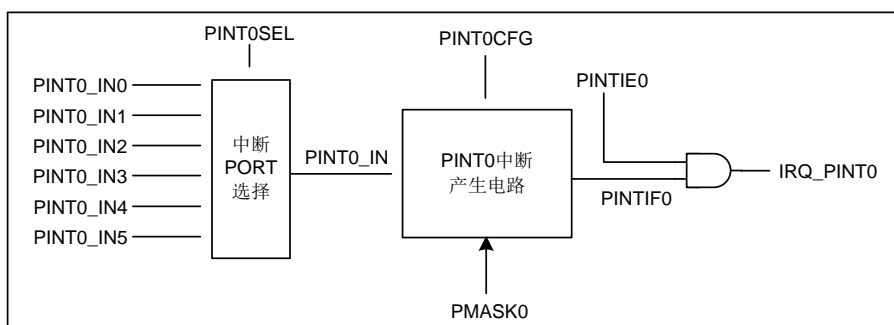 PINT0SEL
PINT0CFG
PINT0_IN0
PINT0_IN1
PINT0_IN2
PINT0_IN3
PINT0_IN4
PINT0_IN5
中断
PORT
选择
PINT0_IN
PINT0中断
产生电路
PINTIE0
PINTIF0
IRQ_PINT0
PMASK0